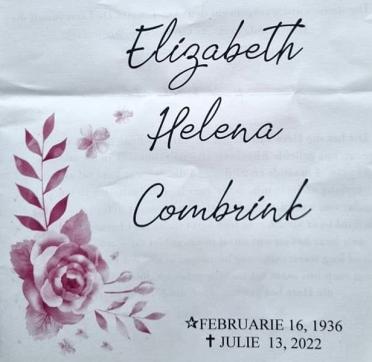 Elizabeth
Helena
Combrink
☆FEBRUARIE 16, 1936
✝ JULIE 13, 2022